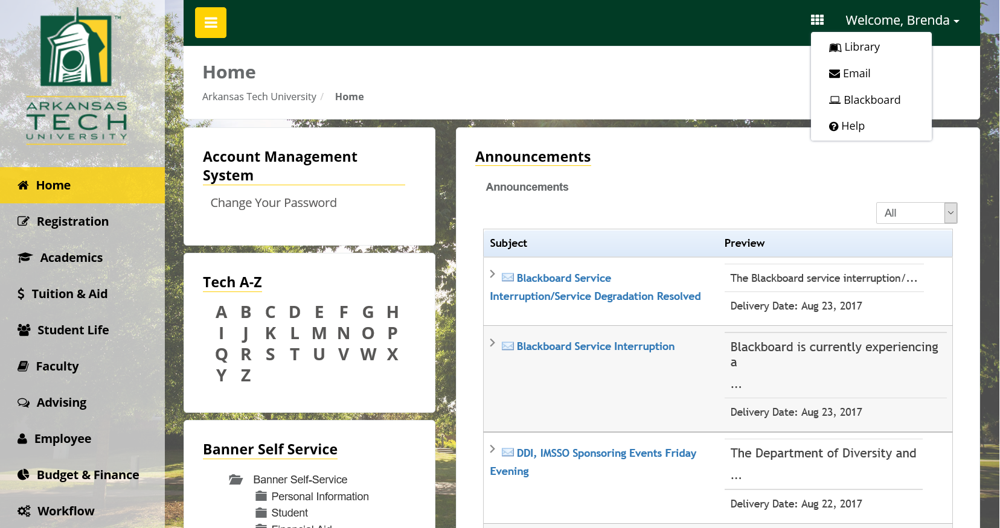 ARKANSAS
TECH
UNIVERSITY
TM
Home
Registration
Academics
Tuition & Aid
Student Life
Faculty
Advising
Employee
Budget & Finance
Workflow
Welcome, Brenda
Library
Email
Blackboard
Help
Home
Arkansas Tech University / Home
Account Management
System
Change Your Password
Tech A-Z
A B C D E F G H
I J K L M N O P
Q R S T U V W X
Y Z
Banner Self Service
Banner Self-Service
Personal Information
Student
Financial Aid
Announcements
Announcements
All
Subject Preview
Blackboard Service
Interruption/Service Degradation Resolved
The Blackboard service interruption/...
Delivery Date: Aug 23, 2017
Blackboard Service Interruption
Blackboard is currently experiencing
a
...
Delivery Date: Aug 23, 2017
DDI, IMSSO Sponsoring Events Friday
Evening
The Department of Diversity and
...
Delivery Date: Aug 22, 2017